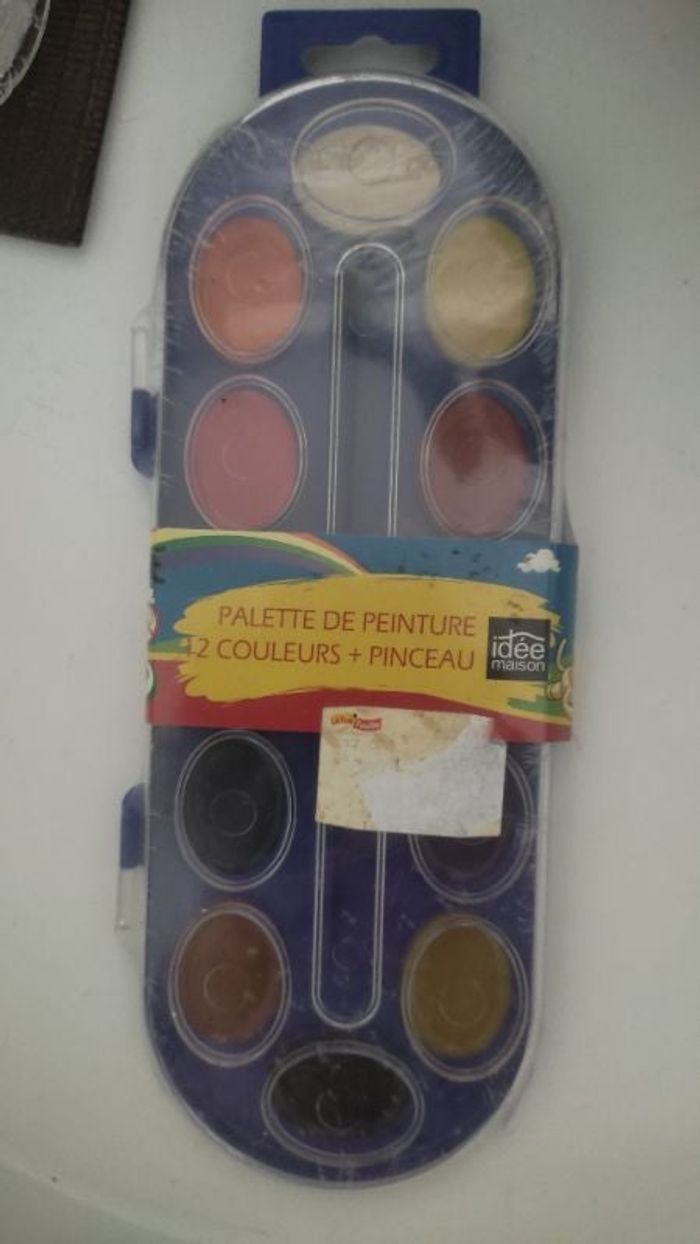 PALETTE DE PEINTURE
12 COULEURS + PINCEAU
idée
maison